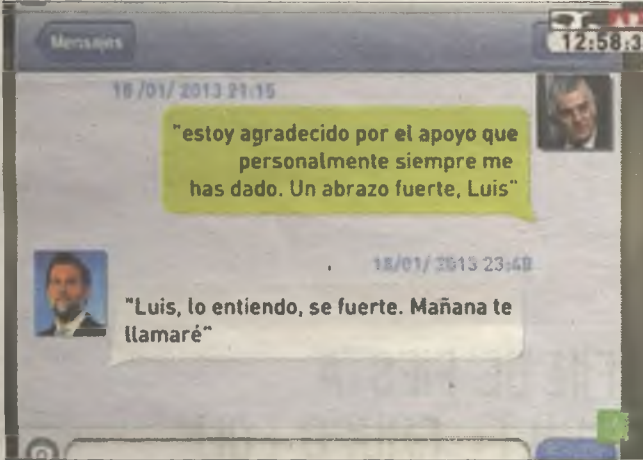 Mensajes
12:58:3
18/01/2013 21:15
"estoy agradecido por el apoyo que
personalmente siempre me
has dado. Un abrazo fuerte, Luis"
18/01/2013 23:48
"Luis, lo entiendo, se fuerte. Mañana te
llamaré"